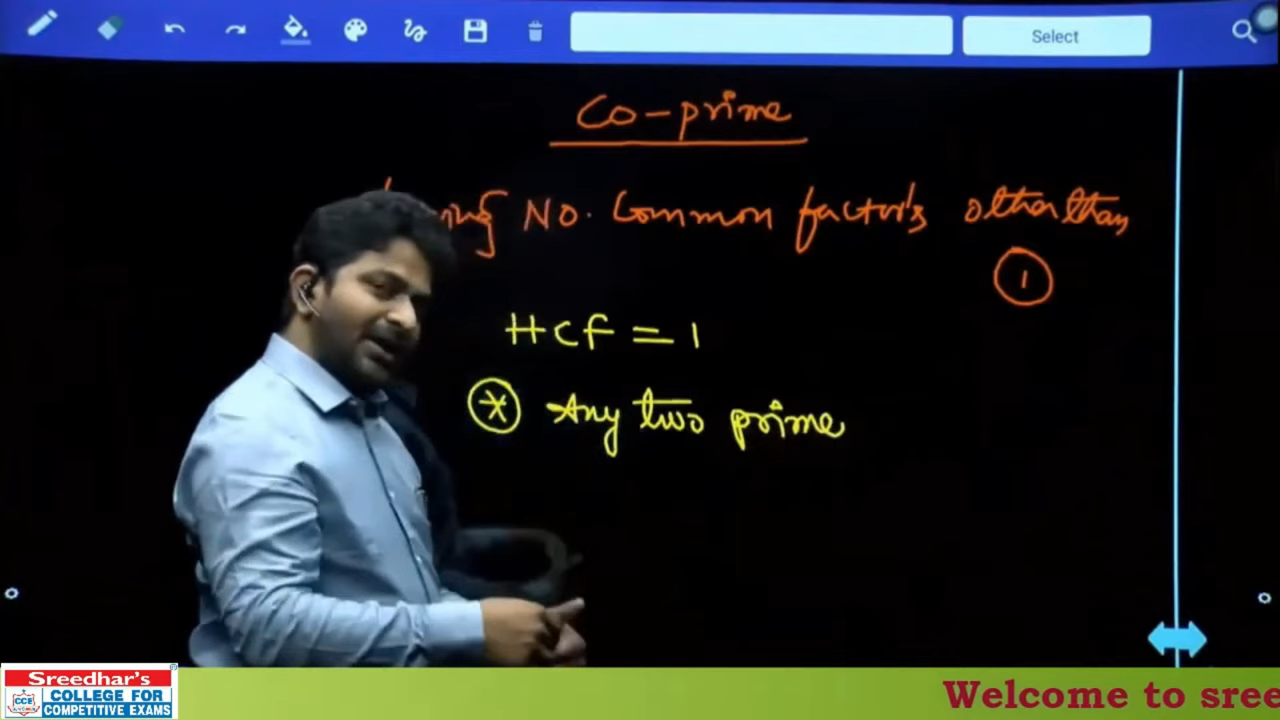 Select
Co-prime
No. Common factor's other than
1
HCF = 1
* Any two prime
Sreedhar's
CCE
COLLEGE FOR
COMPETITIVE EXAMS
Welcome to sree